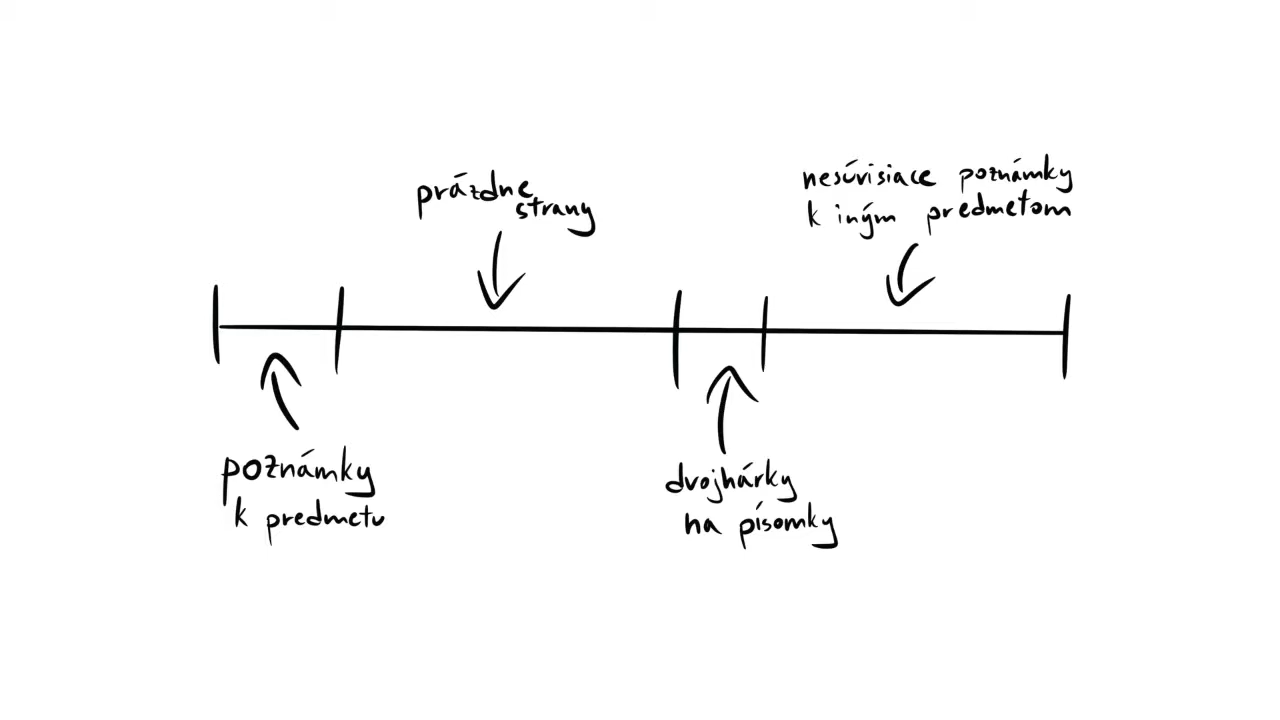 prázdne
strany
nesúvisiace poznámky
k iným predmetom
poznámky
k predmetu
dvojhárky
na písomky